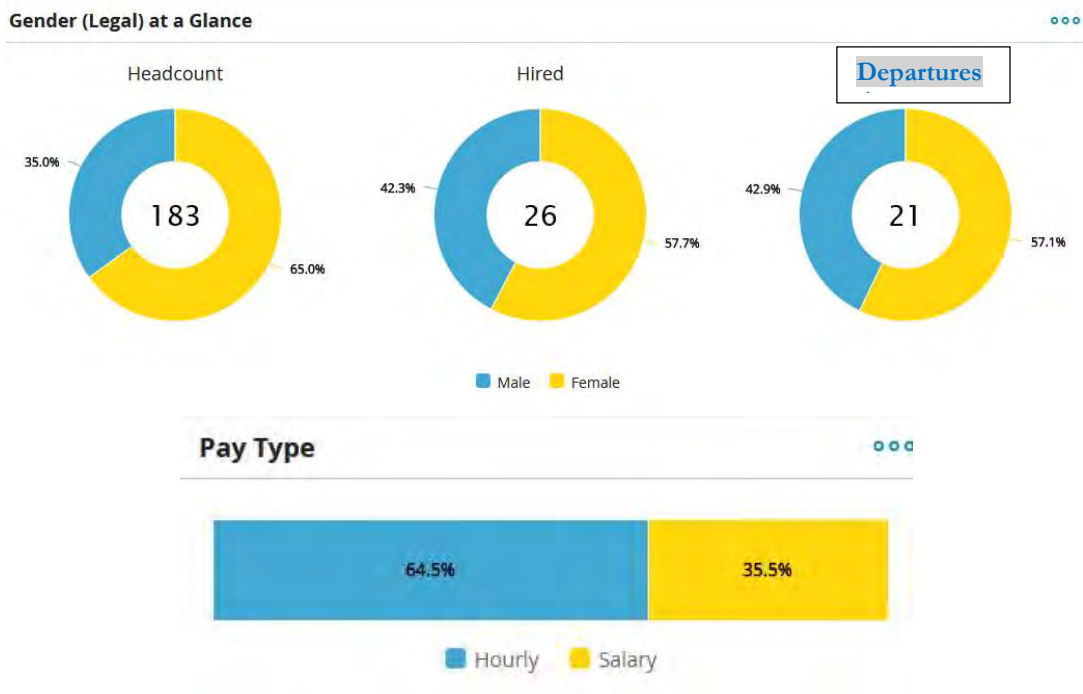 Gender (Legal) at a Glance
Headcount
Hired
Departures
35.0%
183
65.0%
42.3%
26
57.7%
42.9%
21
57.1%
Male Female
Pay Type
64.5% 35.5%
Hourly Salary